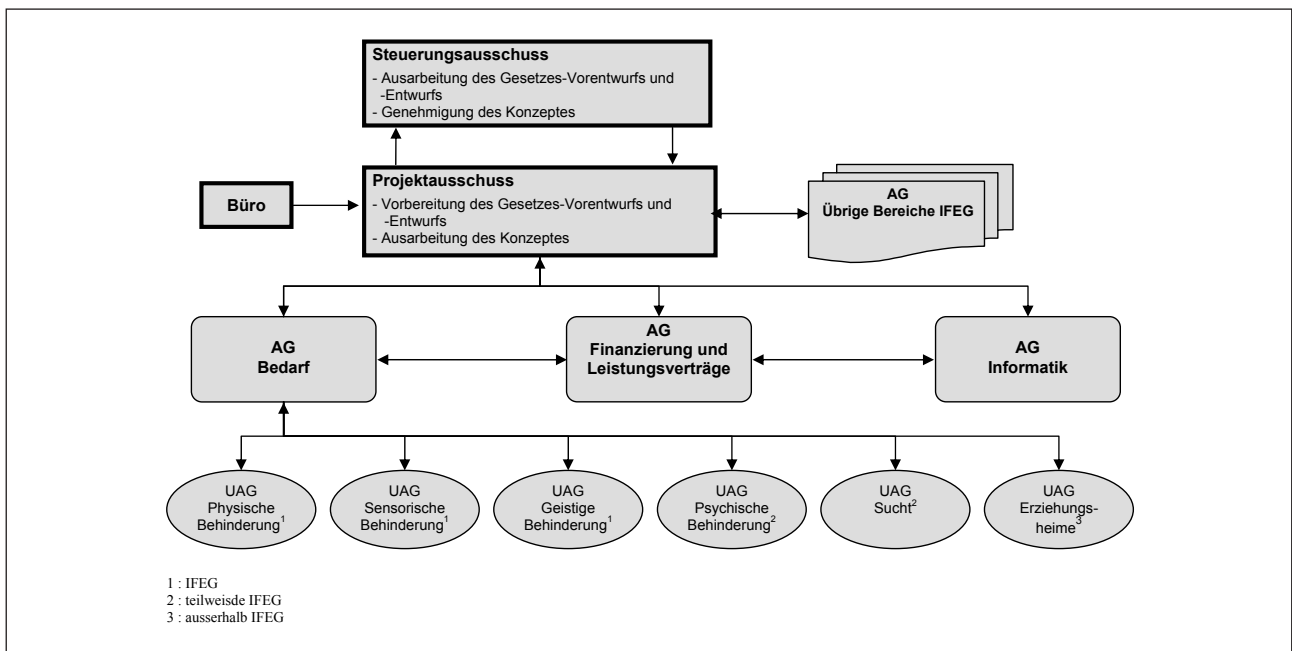 Steuerungsausschuss
- Ausarbeitung des Gesetzes-Vorentwurfs und
-Entwurfs
- Genehmigung des Konzeptes
Projektausschuss
- Vorbereitung des Gesetzes-Vorentwurfs und
-Entwurfs
- Ausarbeitung des Konzeptes
Büro
AG
Übrige Bereiche IFEG
AG
Bedarf
AG
Finanzierung und
Leistungsverträge
AG
Informatik
UAG
Physische
Behinderung¹
UAG
Sensorische
Behinderung¹
UAG
Geistige
Behinderung¹
UAG
Psychische
Behinderung²
UAG
Sucht²
UAG
Erziehungs-
heime³
1 : IFEG
2 : teilweisde IFEG
3 : ausserhalb IFEG